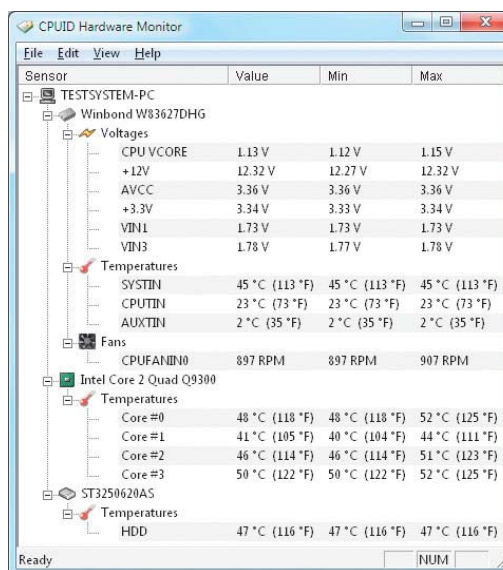 CPUID Hardware Monitor
File Edit View Help
Sensor Value Min Max
TESTSYSTEM-PC
Winbond W83627DHG
Voltages
CPU VCORE 1.13 V 1.12 V 1.15 V
+12V 12.32 V 12.27 V 12.32 V
AVCC 3.36 V 3.36 V 3.36 V
+3.3V 3.34 V 3.33 V 3.34 V
VIN1 1.73 V 1.73 V 1.73 V
VIN3 1.78 V 1.77 V 1.78 V
Temperatures
SYSTIN 45 °C (113 °F) 45 °C (113 °F) 45 °C (113 °F)
CPUTIN 23 °C (73 °F) 23 °C (73 °F) 23 °C (73 °F)
AUXTIN 2 °C (35 °F) 2 °C (35 °F) 2 °C (35 °F)
Fans
CPUFANIN0 897 RPM 897 RPM 907 RPM
Intel Core 2 Quad Q9300
Temperatures
Core #0 48 °C (118 °F) 48 °C (118 °F) 52 °C (125 °F)
Core #1 41 °C (105 °F) 40 °C (104 °F) 44 °C (111 °F)
Core #2 46 °C (114 °F) 46 °C (114 °F) 51 °C (123 °F)
Core #3 50 °C (122 °F) 50 °C (122 °F) 52 °C (125 °F)
ST3250620AS
Temperatures
HDD 47 °C (116 °F) 47 °C (116 °F) 47 °C (116 °F)
Ready NUM